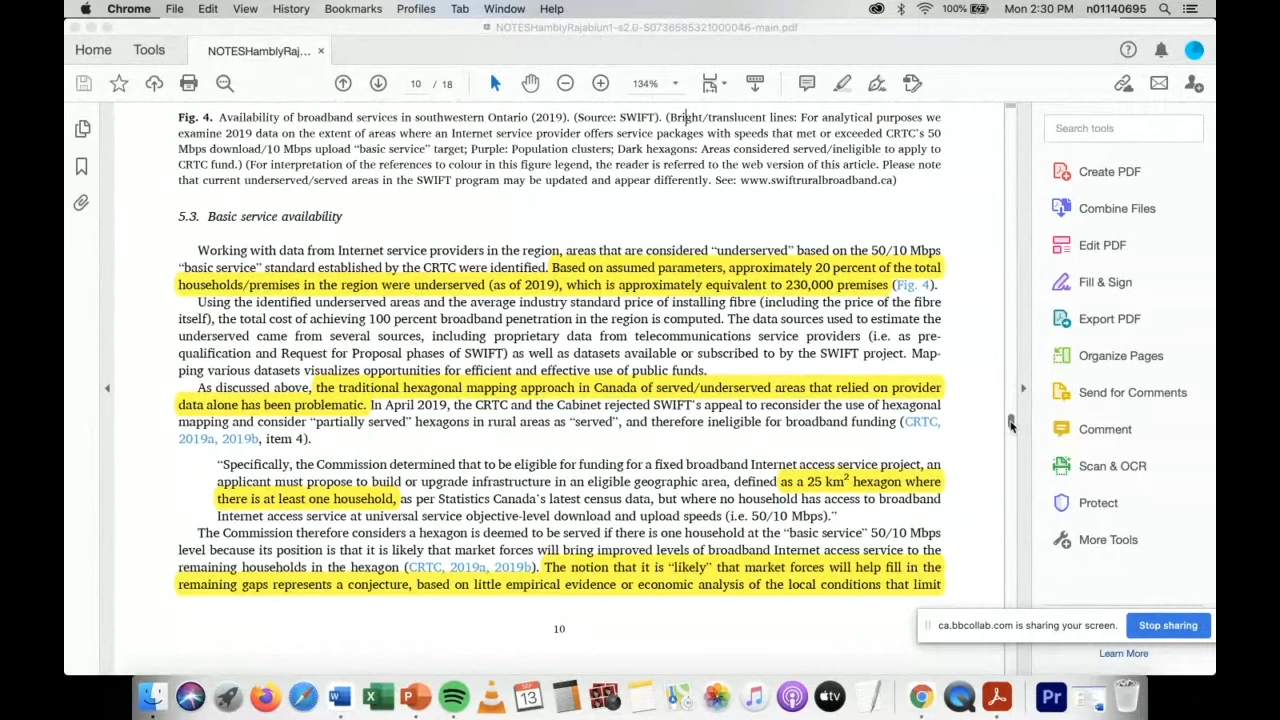 Chrome File Edit View History Bookmarks Profiles Tab Window Help 100% Mon 2:30 PM n01140695
NOTESHamblyRajabIun1-s2.0-S0736585321000046-main.pdf
Home Tools NOTESHamblyRaj... ×
10 / 18 134%
Fig. 4. Availability of broadband services in southwestern Ontario (2019). (Source: SWIFT). (Bright/translucent lines: For analytical purposes we
examine 2019 data on the extent of areas where an Internet service provider offers service packages with speeds that met or exceeded CRTC's 50
Mbps download/10 Mbps upload “basic service” target; Purple: Population clusters; Dark hexagons: Areas considered served/ineligible to apply to
CRTC fund.) (For interpretation of the references to colour in this figure legend, the reader is referred to the web version of this article. Please note
that current underserved/served areas in the SWIFT program may be updated and appear differently. See: www.swiftruralbroadband.ca)
5.3. Basic service availability
Working with data from Internet service providers in the region, areas that are considered “underserved” based on the 50/10 Mbps
“basic service” standard established by the CRTC were identified. Based on assumed parameters, approximately 20 percent of the total
households/premises in the region were underserved (as of 2019), which is approximately equivalent to 230,000 premises (Fig. 4).
Using the identified underserved areas and the average industry standard price of installing fibre (including the price of the fibre
itself), the total cost of achieving 100 percent broadband penetration in the region is computed. The data sources used to estimate the
underserved came from several sources, including proprietary data from telecommunications service providers (i.e. as pre-
qualification and Request for Proposal phases of SWIFT) as well as datasets available or subscribed to by the SWIFT project. Map-
ping various datasets visualizes opportunities for efficient and effective use of public funds.
As discussed above, the traditional hexagonal mapping approach in Canada of served/underserved areas that relied on provider
data alone has been problematic. In April 2019, the CRTC and the Cabinet rejected SWIFT's appeal to reconsider the use of hexagonal
mapping and consider “partially served” hexagons in rural areas as “served”, and therefore ineligible for broadband funding (CRTC,
2019a, 2019b, item 4).
“Specifically, the Commission determined that to be eligible for funding for a fixed broadband Internet access service project, an
applicant must propose to build or upgrade infrastructure in an eligible geographic area, defined as a 25 km² hexagon where
there is at least one household, as per Statistics Canada's latest census data, but where no household has access to broadband
Internet access service at universal service objective-level download and upload speeds (i.e. 50/10 Mbps).”
The Commission therefore considers a hexagon is deemed to be served if there is one household at the “basic service” 50/10 Mbps
level because its position is that it is likely that market forces will bring improved levels of broadband Internet access service to the
remaining households in the hexagon (CRTC, 2019a, 2019b). The notion that it is “likely” that market forces will help fill in the
remaining gaps represents a conjecture, based on little empirical evidence or economic analysis of the local conditions that limit
10
Search tools
Create PDF
Combine Files
Edit PDF
Fill & Sign
Export PDF
Organize Pages
Send for Comments
Comment
Scan & OCR
Protect
More Tools
ca.bbcollab.com is sharing your screen. Stop sharing
Learn More
SEP
13
W X P tv Pr